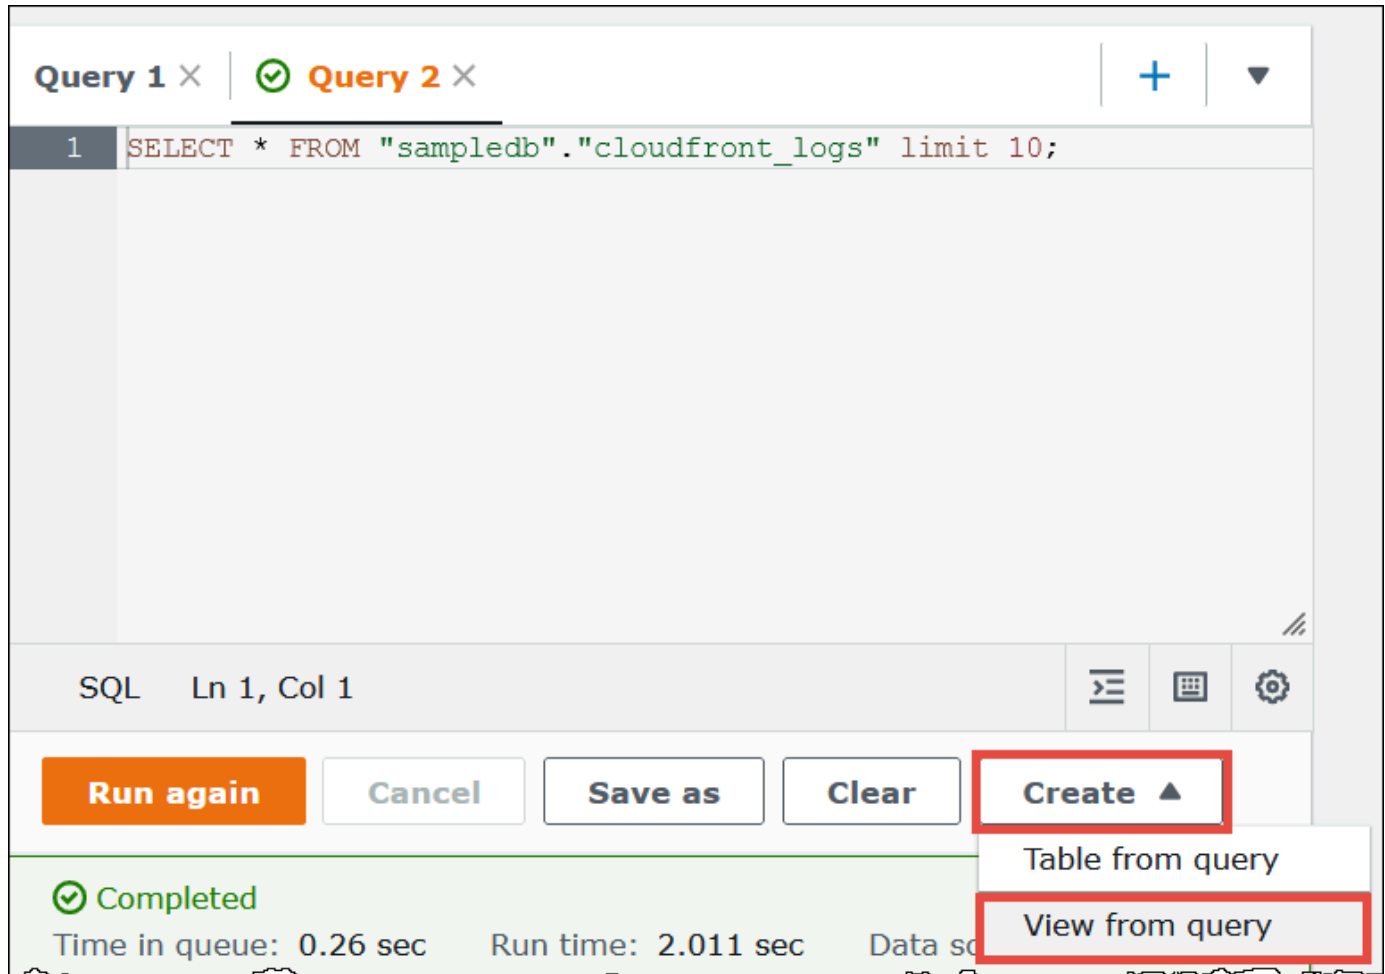 Query 1 Query 2
1 SELECT * FROM "sampledb"."cloudfront_logs" limit 10;
SQL Ln 1, Col 1
Run again Cancel Save as Clear Create
Table from query
View from query
Completed
Time in queue: 0.26 sec Run time: 2.011 sec Data